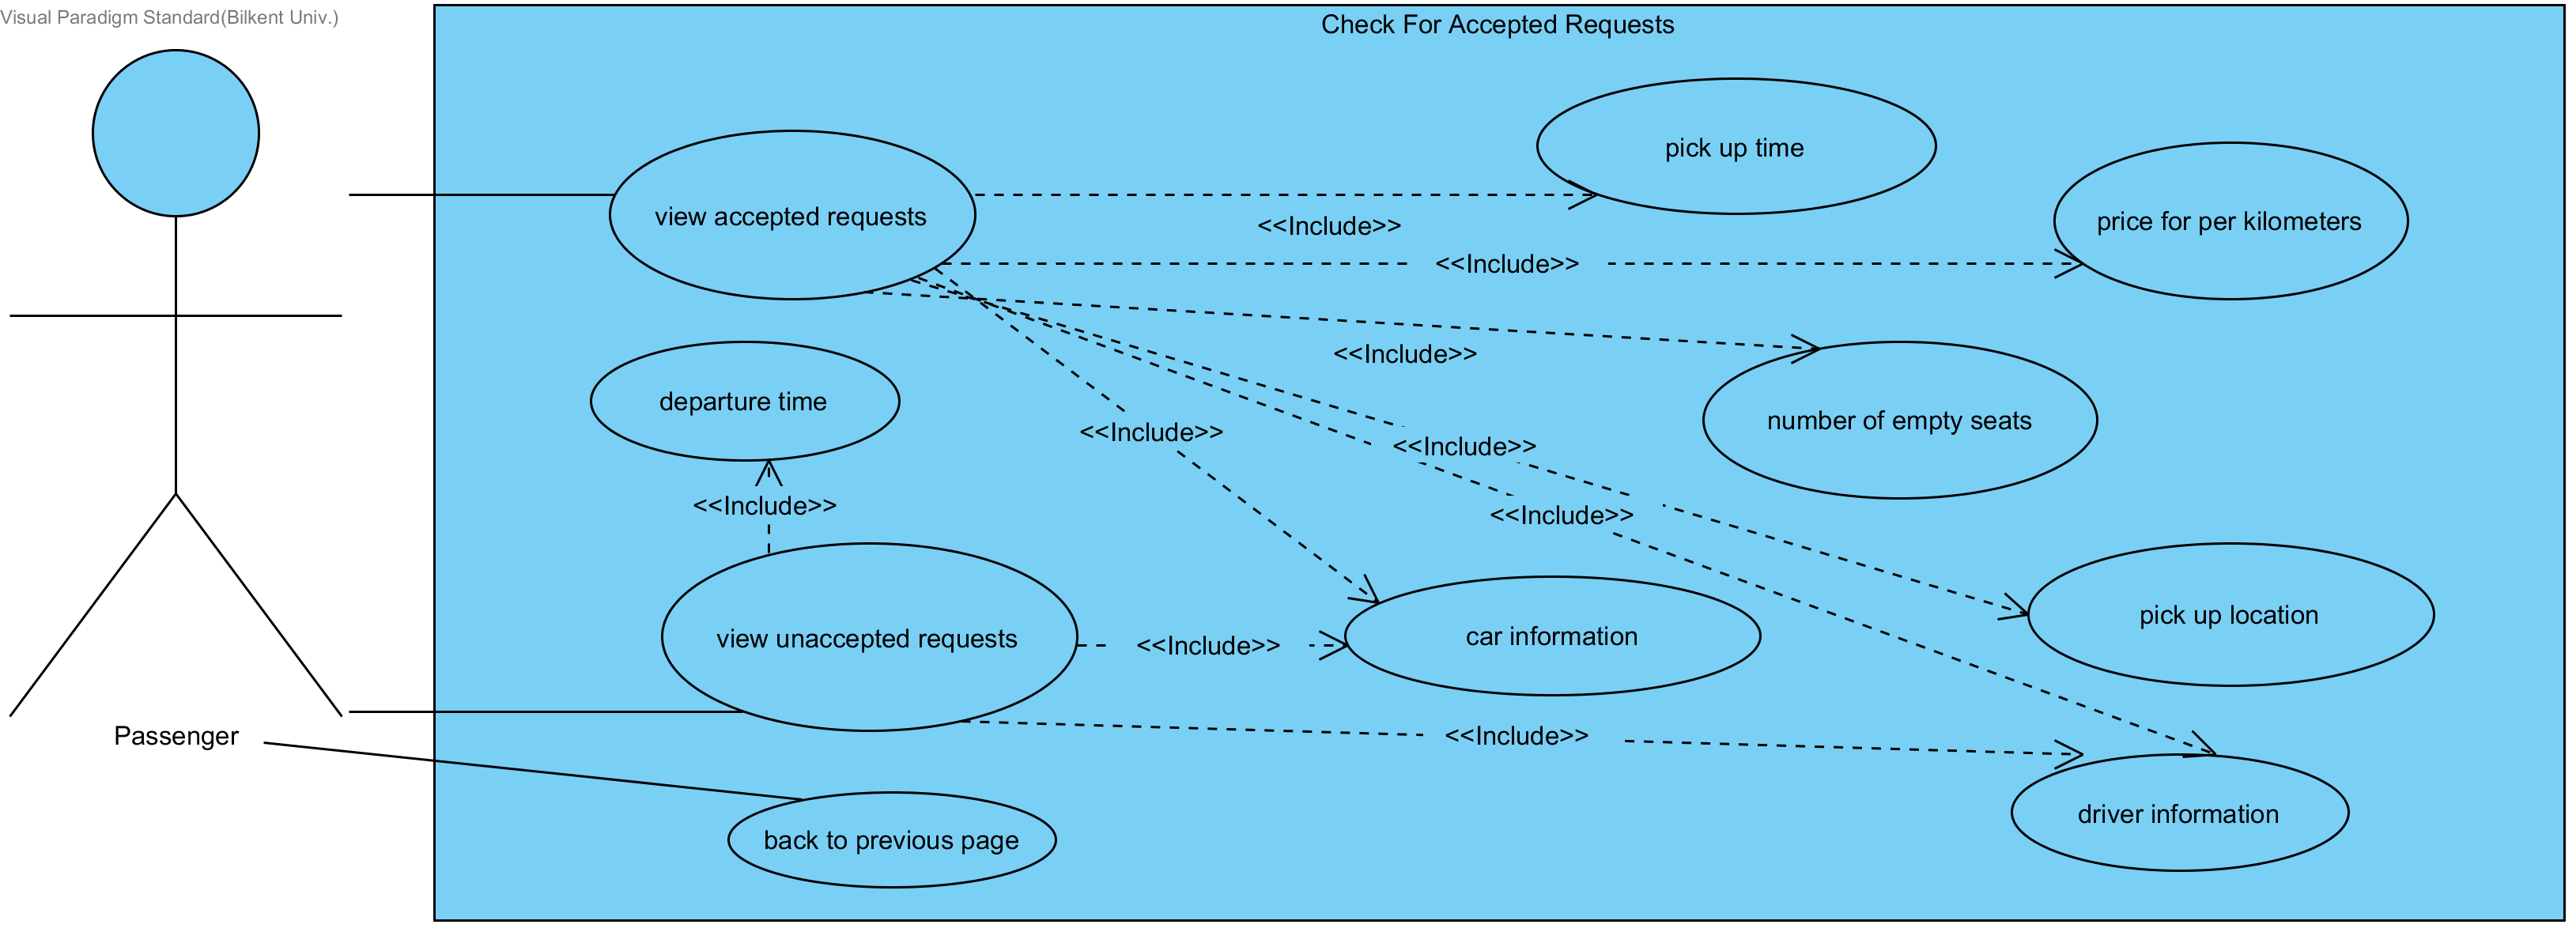 Visual Paradigm Standard(Bilkent Univ.)
Check For Accepted Requests
pick up time
view accepted requests
price for per kilometers
<<Include>>
<<Include>>
<<Include>>
departure time
number of empty seats
<<Include>>
<<Include>>
<<Include>>
<<Include>>
pick up location
view unaccepted requests
<<Include>>
car information
Passenger
<<Include>>
driver information
back to previous page